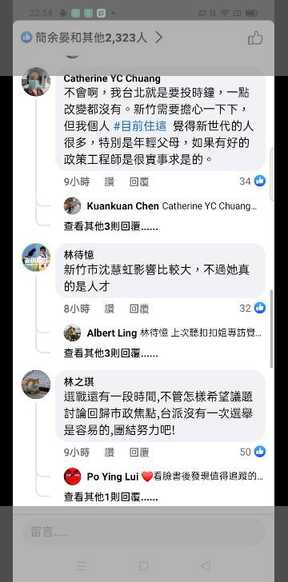 22:54
簡余晏和其他2,323人
Catherine YC Chuang
不會啊，我台北就是要投時鐘，一點
改變都沒有。新竹需要擔心一下下，
但我個人 #目前住這 覺得新世代的人
很多，特別是年輕父母，如果有好的
政策工程師是很實事求是的。
9小時 讚 回覆 34
Kuankuan Chen Catherine YC Chuang...
查看其他3則回覆......
林待憶
新竹市沈慧虹影響比較大，不過她真
的是人才
8小時 讚 回覆 32
Albert Ling 林待憶 上次聽扣扣姐專訪覺...
查看其他3則回覆......
林之琪
選戰還有一段時間,不管怎樣希望議題
討論回歸市政焦點,台派沒有一次選舉
是容易的,團結努力吧!
9小時 讚 回覆 50
Po Ying Lui ❤️看臉書後發現值得追蹤的...
查看其他1則回覆......
留言......